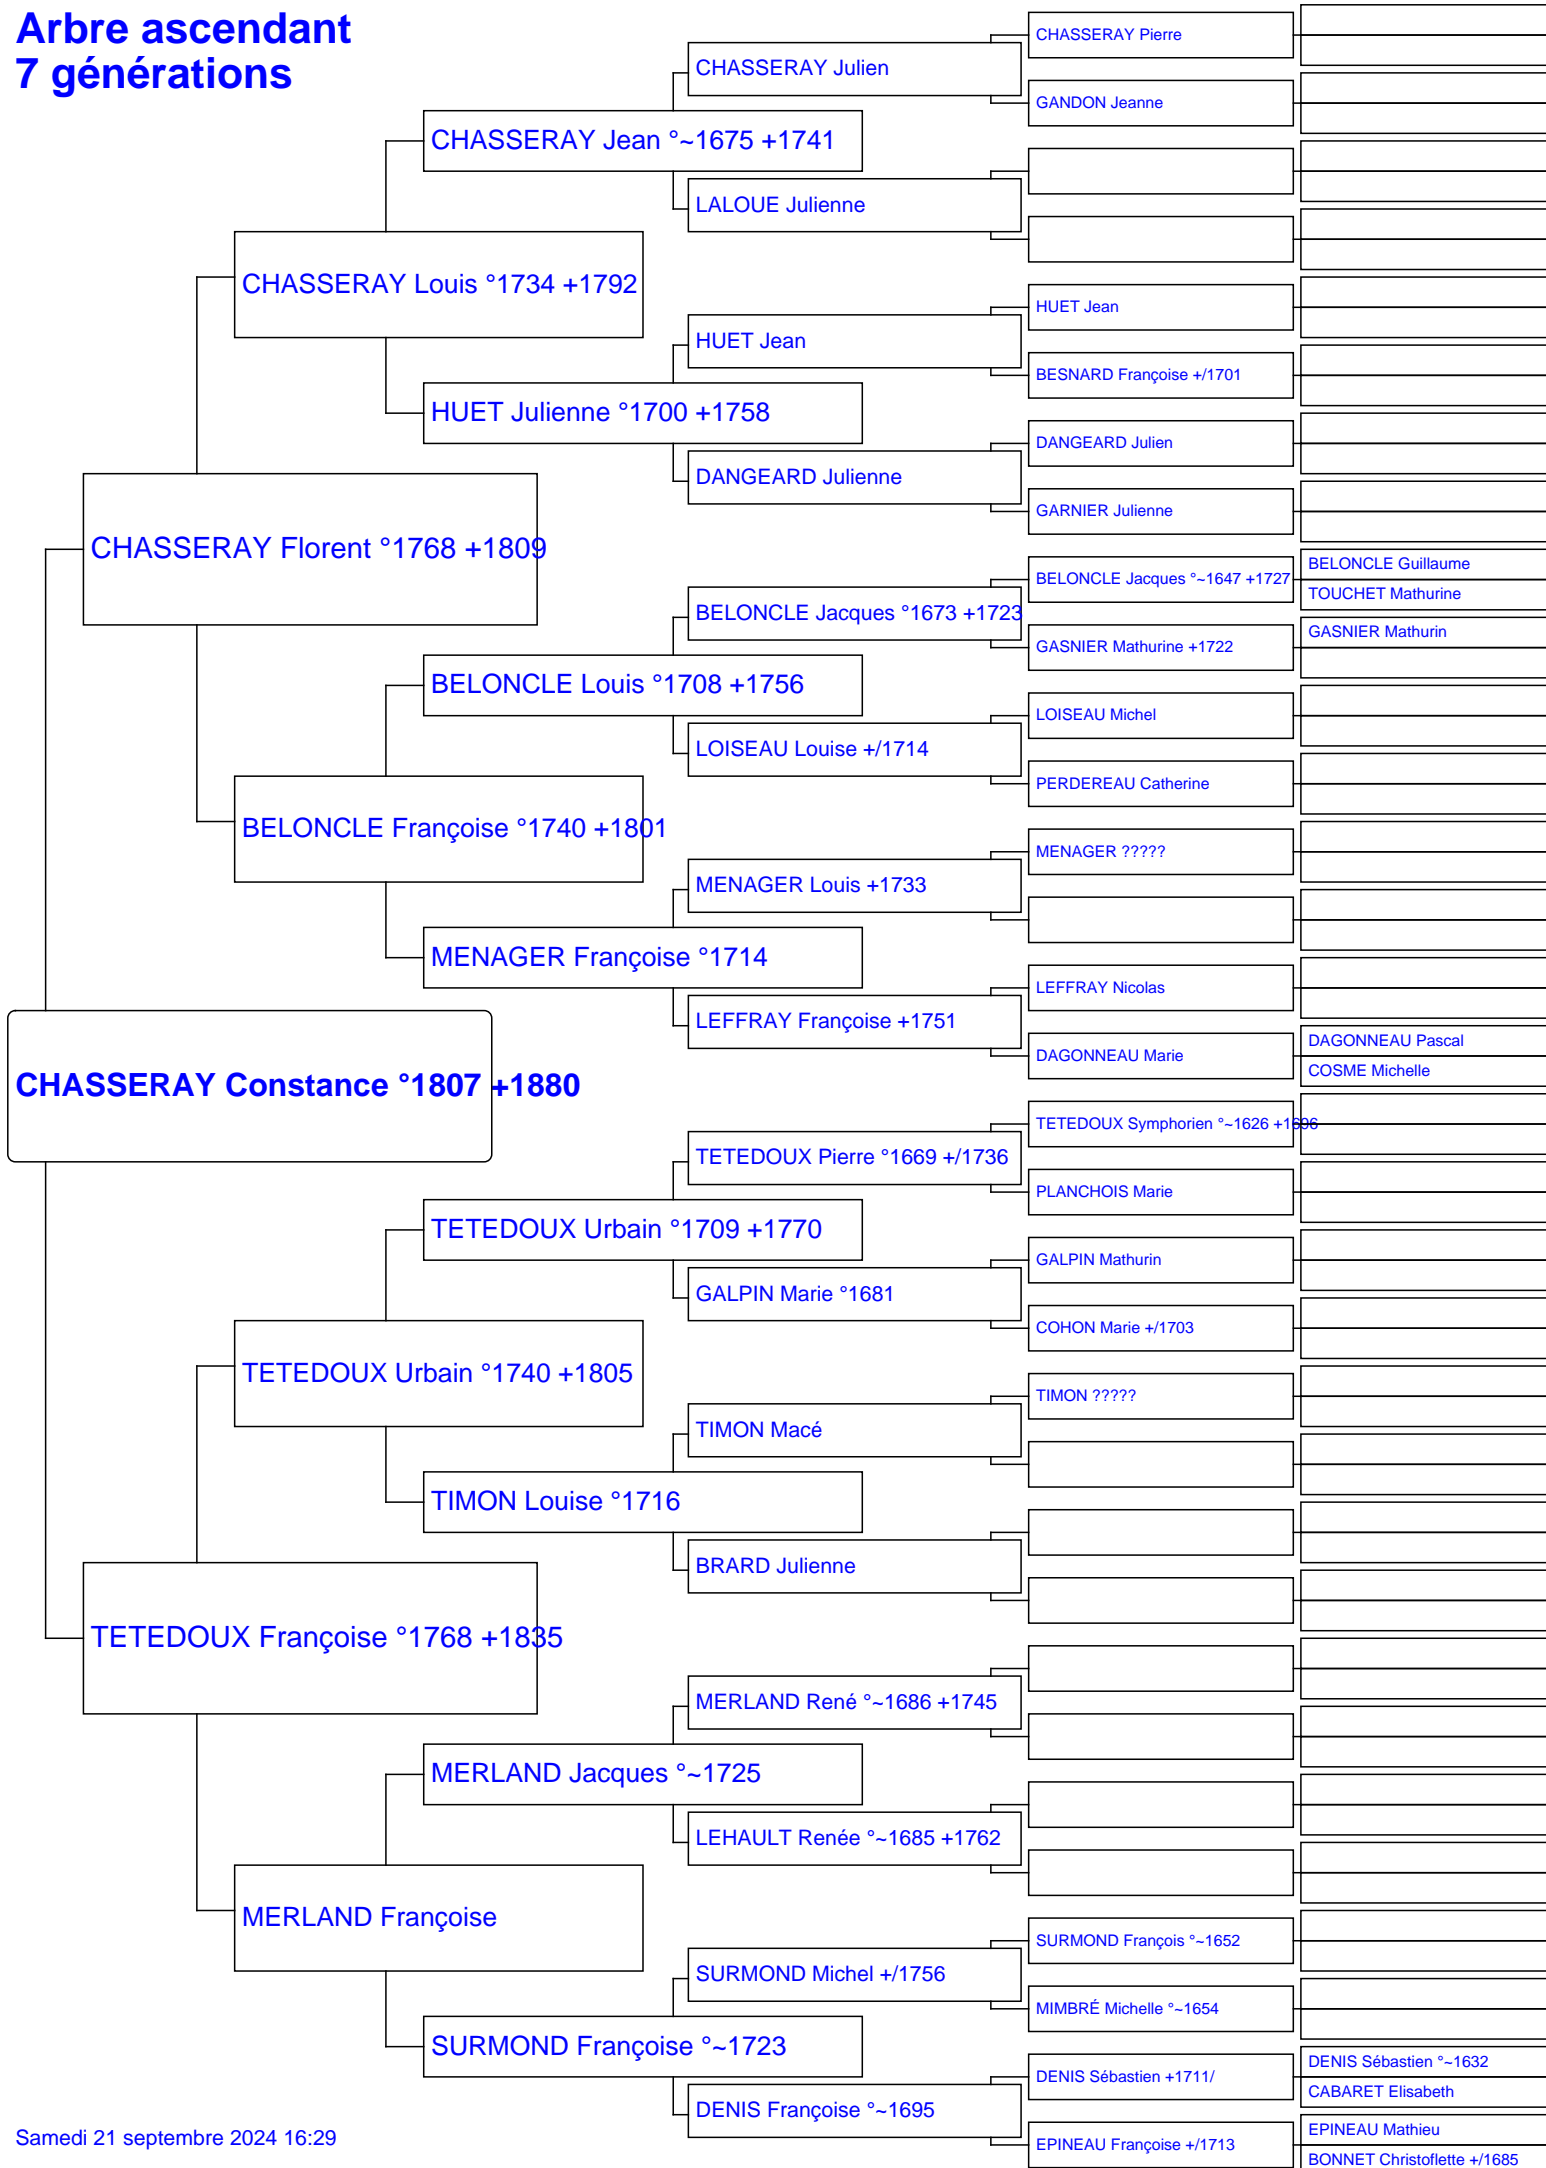 Arbre ascendant
7 générations
CHASSERAY Constance °1807 +1880
CHASSERAY Florent °1768 +1809
TETEDOUX Françoise °1768 +1835
CHASSERAY Louis °1734 +1792
BELONCLE Françoise °1740 +1801
TETEDOUX Urbain °1740 +1805
MERLAND Françoise
CHASSERAY Jean °~1675 +1741
HUET Julienne °1700 +1758
BELONCLE Louis °1708 +1756
MENAGER Françoise °1714
TETEDOUX Urbain °1709 +1770
TIMON Louise °1716
MERLAND Jacques °~1725
SURMOND Françoise °~1723
CHASSERAY Julien
LALOUE Julienne
HUET Jean
DANGEARD Julienne
BELONCLE Jacques °1673 +1723
LOISEAU Louise +/1714
MENAGER Louis +1733
LEFFRAY Françoise +1751
TETEDOUX Pierre °1669 +/1736
GALPIN Marie °1681
TIMON Macé
BRARD Julienne
MERLAND René °~1686 +1745
LEHAULT Renée °~1685 +1762
SURMOND Michel +/1756
DENIS Françoise °~1695
CHASSERAY Pierre
GANDON Jeanne
HUET Jean
BESNARD Françoise +/1701
DANGEARD Julien
GARNIER Julienne
BELONCLE Jacques °~1647 +1727
GASNIER Mathurine +1722
LOISEAU Michel
PERDEREAU Catherine
MENAGER ?????
LEFFRAY Nicolas
DAGONNEAU Marie
TETEDOUX Symphorien °~1626 +1696
PLANCHOIS Marie
GALPIN Mathurin
COHON Marie +/1703
TIMON ?????
SURMOND François °~1652
MIMBRÉ Michelle °~1654
DENIS Sébastien +1711/
EPINEAU Françoise +/1713
BELONCLE Guillaume
TOUCHET Mathurine
GASNIER Mathurin
DAGONNEAU Pascal
COSME Michelle
DENIS Sébastien °~1632
CABARET Elisabeth
EPINEAU Mathieu
BONNET Christoflette +/1685
Samedi 21 septembre 2024 16:29